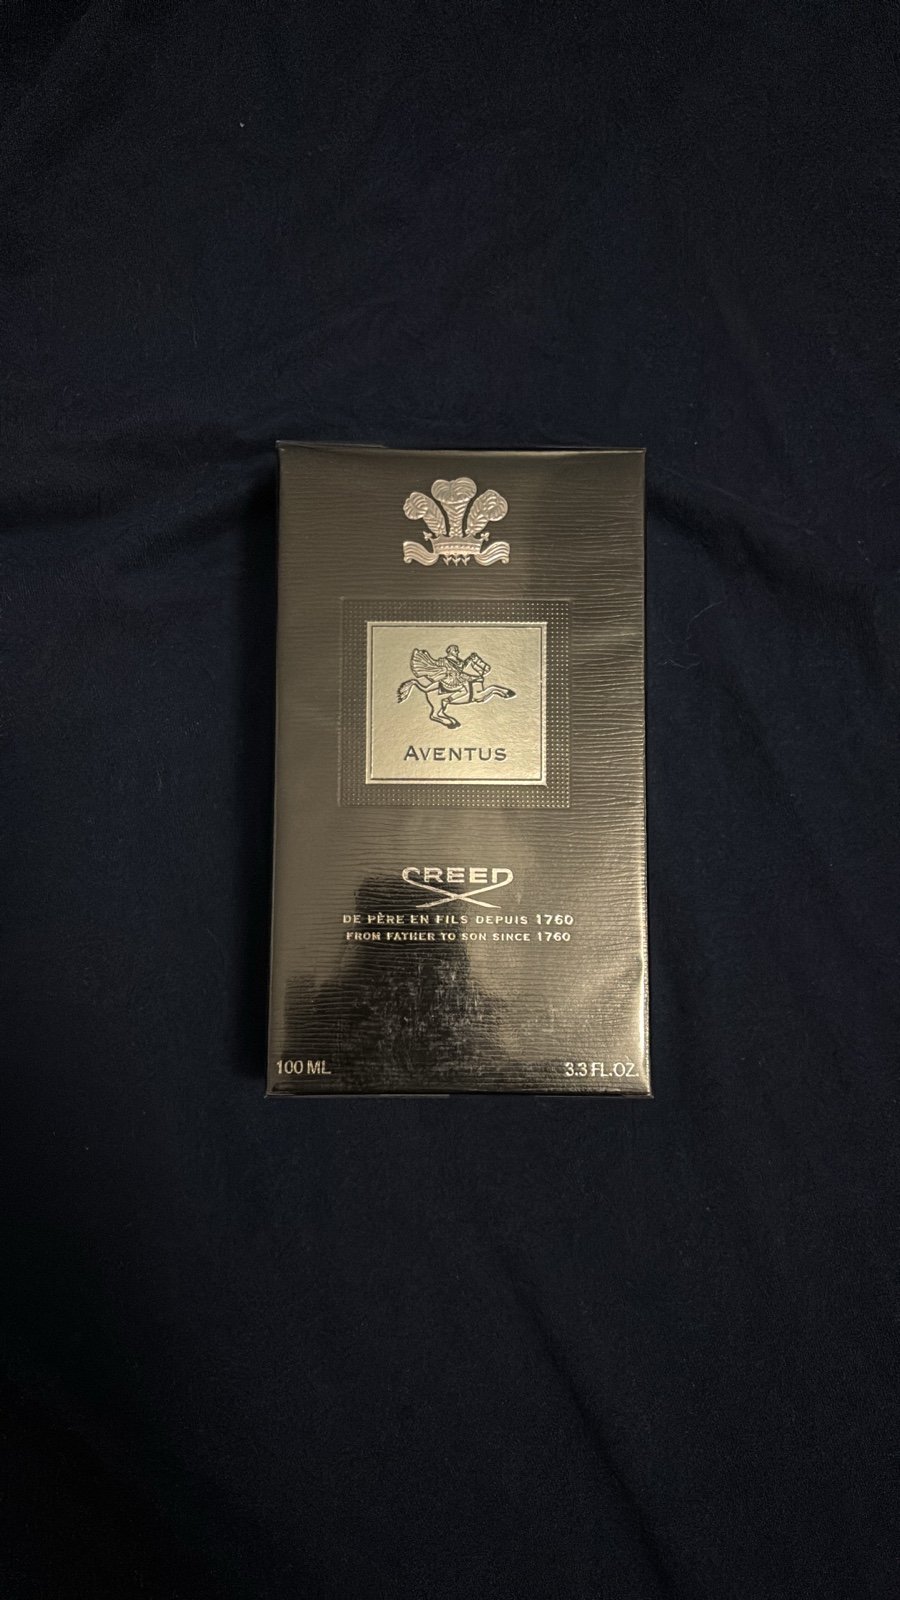 AVENTUS
CREED
DE PÈRE EN FILS DEPUIS 1760
FROM FATHER TO SON SINCE 1760
100 ML 3.3 FL.OZ.